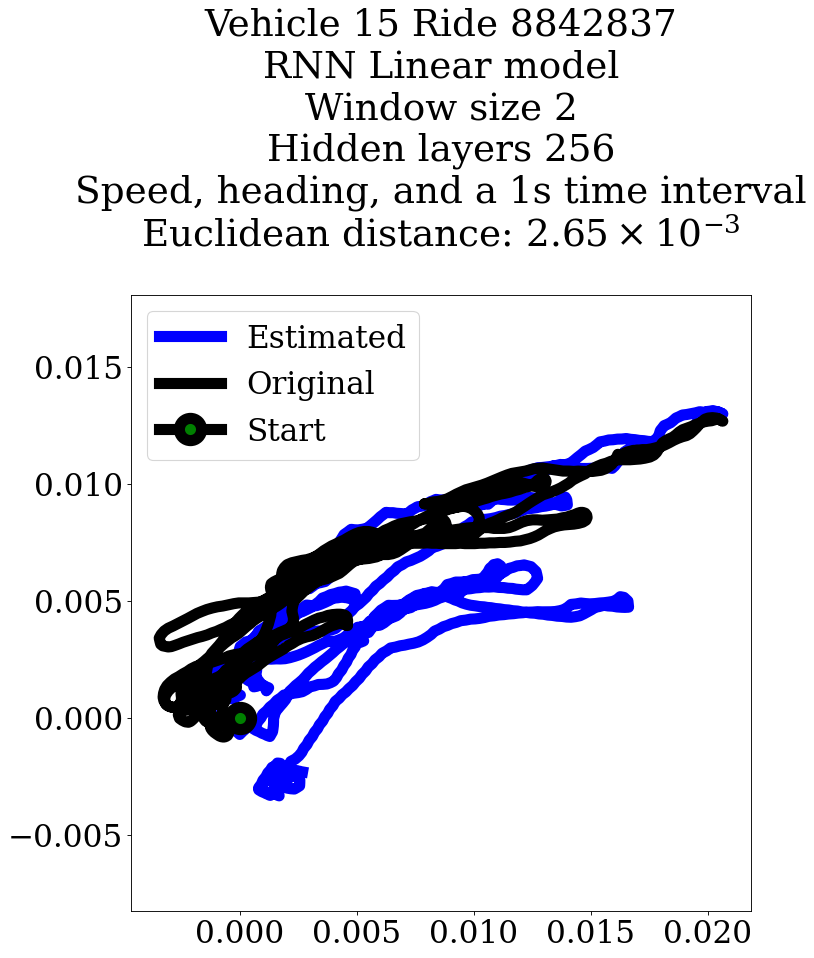 Vehicle 15 Ride 8842837
RNN Linear model
Window size 2
Hidden layers 256
Speed, heading, and a 1s time interval
Euclidean distance: 2.65 × 10⁻³
Estimated
Original
Start
0.015
0.010
0.005
0.000
−0.005
0.000 0.005 0.010 0.015 0.020